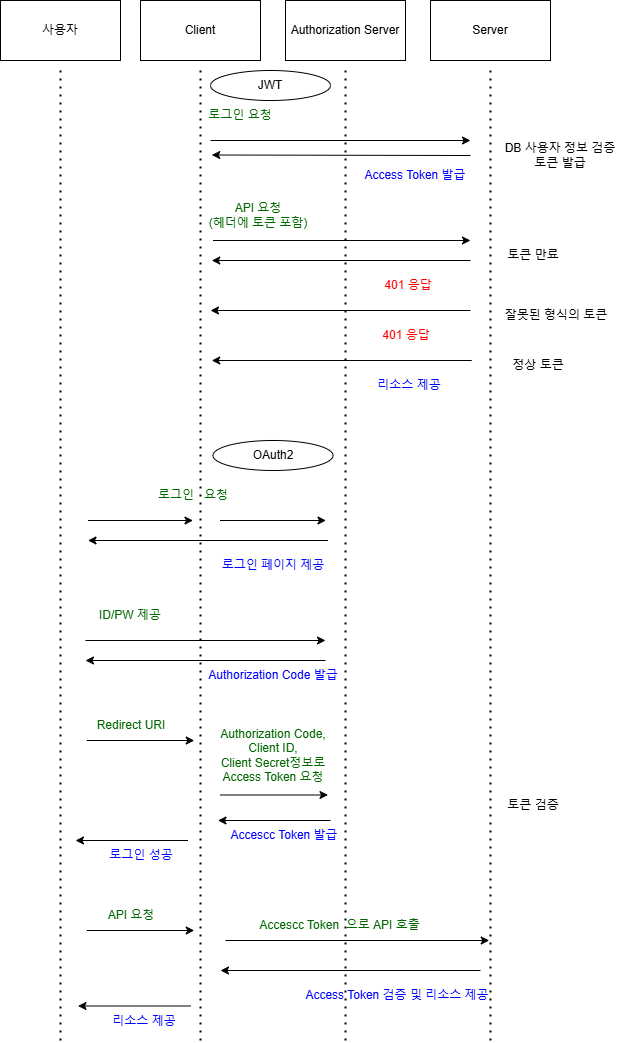 사용자
Client
Authorization Server
Server
JWT
로그인 요청
DB 사용자 정보 검증
토큰 발급
Access Token 발급
API 요청
(헤더에 토큰 포함)
토큰 만료
401 응답
잘못된 형식의 토큰
401 응답
정상 토큰
리소스 제공
OAuth2
로그인 요청
로그인 페이지 제공
ID/PW 제공
Authorization Code 발급
Redirect URI
Authorization Code,
Client ID,
Client Secret정보로
Access Token 요청
토큰 검증
Accescc Token 발급
로그인 성공
API 요청
Accescc Token 으로 API 호출
Access Token 검증 및 리소스 제공
리소스 제공